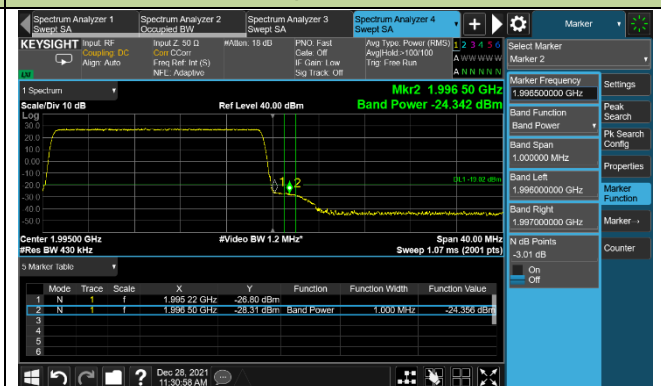 Spectrum Analyzer 1
Swept SA
Spectrum Analyzer 2
Occupied BW
Spectrum Analyzer 3
Swept SA
Spectrum Analyzer 4
Swept SA
Marker
KEYSIGHT
Input: RF
Coupling: DC
Align: Auto
Input Z: 50 Ω
Corr CCorr
Freq Ref: Int (S)
NFE: Adaptive
#Atten: 18 dB
PNO: Fast
Gate: Off
IF Gain: Low
Sig Track: Off
Avg Type: Power (RMS)
Avg|Hold:>100/100
Trig: Free Run
1 2 3 4 5 6
A W W W W W
A N N N N N
LXI
1 Spectrum
Scale/Div 10 dB
Ref Level 40.00 dBm
Mkr2 1.996 50 GHz
Band Power -24.342 dBm
Log
30.0
20.0
10.0
0.00
-10.0
-20.0
-30.0
-40.0
-50.0
1
2
Center 1.99500 GHz
#Res BW 430 kHz
#Video BW 1.2 MHz*
Span 40.00 MHz
Sweep 1.07 ms (2001 pts)
5 Marker Table
Mode Trace Scale X Y Function Function Width Function Value
1 N 1 f 1.995 22 GHz -26.80 dBm
2 N 1 f 1.996 50 GHz -28.31 dBm Band Power 1.000 MHz -24.356 dBm
3
4
5
6
Dec 28, 2021
11:30:58 AM
Select Marker
Marker 2
Marker Frequency
1.996500000 GHz
Band Function
Band Power
Band Span
1.000000 MHz
Band Left
1.996000000 GHz
Band Right
1.997000000 GHz
N dB Points
-3.01 dB
On
Off
Settings
Peak
Search
Pk Search
Config
Properties
Marker
Function
Marker→
Counter